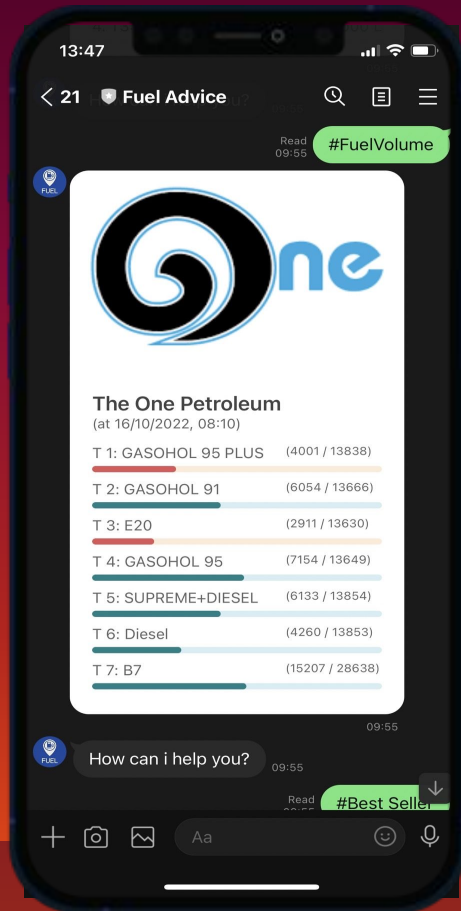 13:47
21 Fuel Advice
Read
09:55
#FuelVolume
FUEL
One
The One Petroleum
(at 16/10/2022, 08:10)
T 1: GASOHOL 95 PLUS (4001 / 13838)
T 2: GASOHOL 91 (6054 / 13666)
T 3: E20 (2911 / 13630)
T 4: GASOHOL 95 (7154 / 13649)
T 5: SUPREME+DIESEL (6133 / 13854)
T 6: Diesel (4260 / 13853)
T 7: B7 (15207 / 28638)
09:55
FUEL
How can i help you?
09:55
Read
#Best Seller
Aa